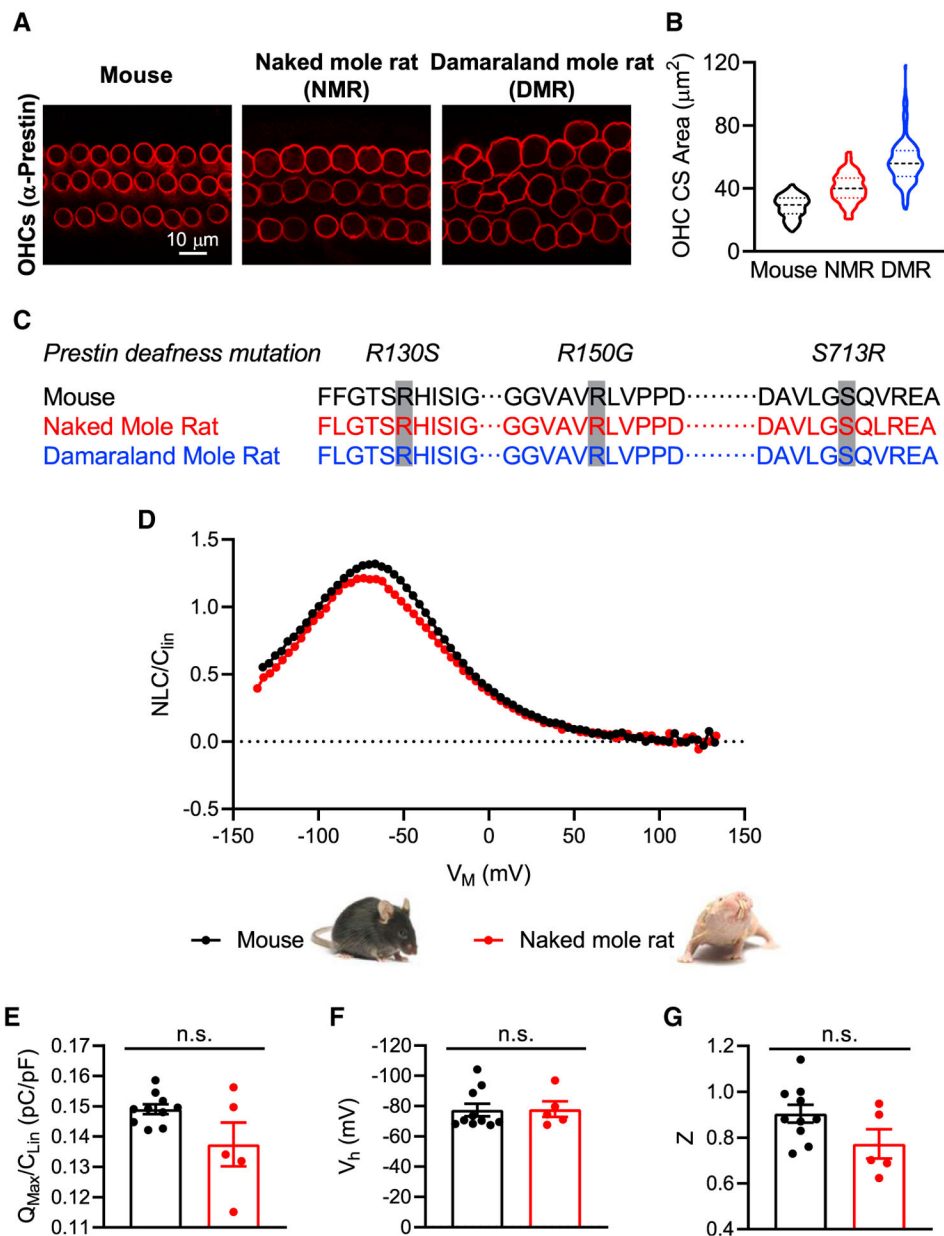 A
Mouse
Naked mole rat
(NMR)
Damaraland mole rat
(DMR)
OHCs (α-Prestin)
10 μm
B
OHC CS Area (μm²)
120
80
40
0
Mouse NMR DMR
C
Prestin deafness mutation R130S R150G S713R
Mouse FFGTSRHISIG···GGVAVRLVPPD·········DAVLGSQVREA
Naked Mole Rat FLGTSRHISIG···GGVAVRLVPPD·········DAVLGSQLREA
Damaraland Mole Rat FLGTSRHISIG···GGVAVRLVPPD·········DAVLGSQVREA
D
NLC/Clin
1.5
1.0
0.5
0.0
-0.5
-150 -100 -50 0 50 100 150
VM (mV)
Mouse Naked mole rat
E
n.s.
QMax/CLin (pC/pF)
0.17
0.16
0.15
0.14
0.13
0.12
0.11
F
n.s.
Vh (mV)
-120
-100
-80
-60
-40
-20
0
G
n.s.
Z
1.2
1.0
0.8
0.6
0.4